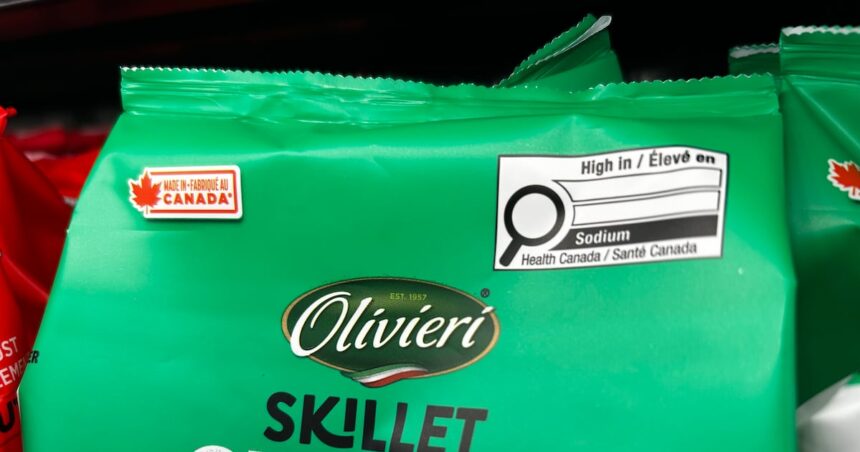 MADE IN • FABRIQUÉ AU
CANADA
High in / Élevé en
Sodium
Health Canada / Santé Canada
EST. 1957
Olivieri®
SKILLET